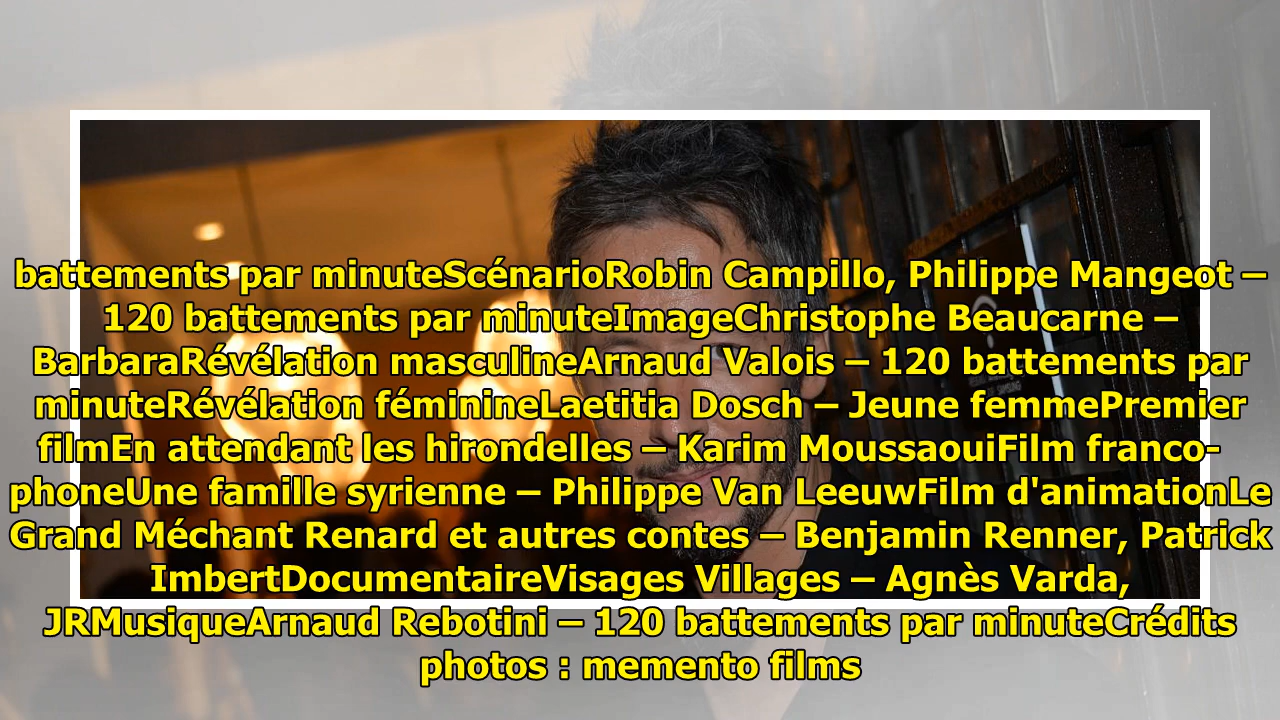 battements par minuteScénarioRobin Campillo, Philippe Mangeot –
120 battements par minuteImageChristophe Beaucarne –
BarbaraRévélation masculineArnaud Valois – 120 battements par
minuteRévélation féminineLaetitia Dosch – Jeune femmePremier
filmEn attendant les hirondelles – Karim MoussaouiFilm franco-
phoneUne famille syrienne – Philippe Van LeeuwFilm d'animationLe
Grand Méchant Renard et autres contes – Benjamin Renner, Patrick
ImbertDocumentaireVisages Villages – Agnès Varda,
JRMusiqueArnaud Rebotini – 120 battements par minuteCrédits
photos : memento films